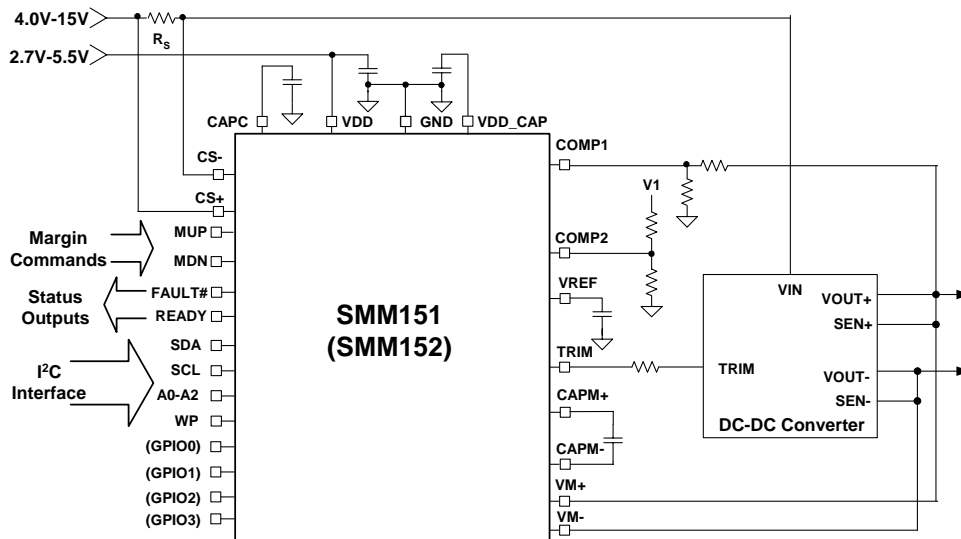 4.0V-15V
RS
2.7V-5.5V
CAPC
VDD
GND
VDD_CAP
CS-
CS+
MUP
MDN
FAULT#
READY
SDA
SCL
A0-A2
WP
(GPIO0)
(GPIO1)
(GPIO2)
(GPIO3)
Margin
Commands
Status
Outputs
I²C
Interface
SMM151
(SMM152)
COMP1
COMP2
VREF
TRIM
CAPM+
CAPM-
VM+
VM-
V1
VIN
VOUT+
SEN+
TRIM
VOUT-
SEN-
DC-DC Converter